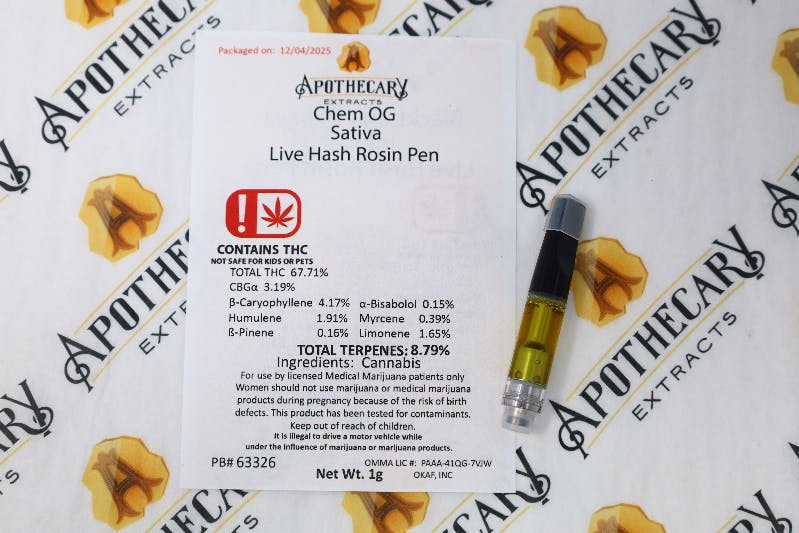 Packaged on: 12/04/2025
APOTHECARY
EXTRACTS
Chem OG
Sativa
Live Hash Rosin Pen
!
CONTAINS THC
NOT SAFE FOR KIDS OR PETS
TOTAL THC 67.71%
CBGα 3.19%
β-Caryophyllene 4.17% α-Bisabolol 0.15%
Humulene 1.91% Myrcene 0.39%
ß-Pinene 0.16% Limonene 1.65%
TOTAL TERPENES: 8.79%
Ingredients: Cannabis
For use by licensed Medical Marijuana patients only
Women should not use marijuana or medical marijuana
products during pregnancy because of the risk of birth
defects. This product has been tested for contaminants.
Keep out of reach of children.
It is illegal to drive a motor vehicle while
under the influence of marijuana or marijuana products.
PB# 63326 OMMA LIC #: PAAA-41QG-7VJW
Net Wt. 1g OKAF, INC
A
APOTHECARY
EXTRACTS
A
APOTHECARY
EXTRACTS
A
APOTHECARY
EXTRACTS
A
APOTHECARY
EXTRACTS